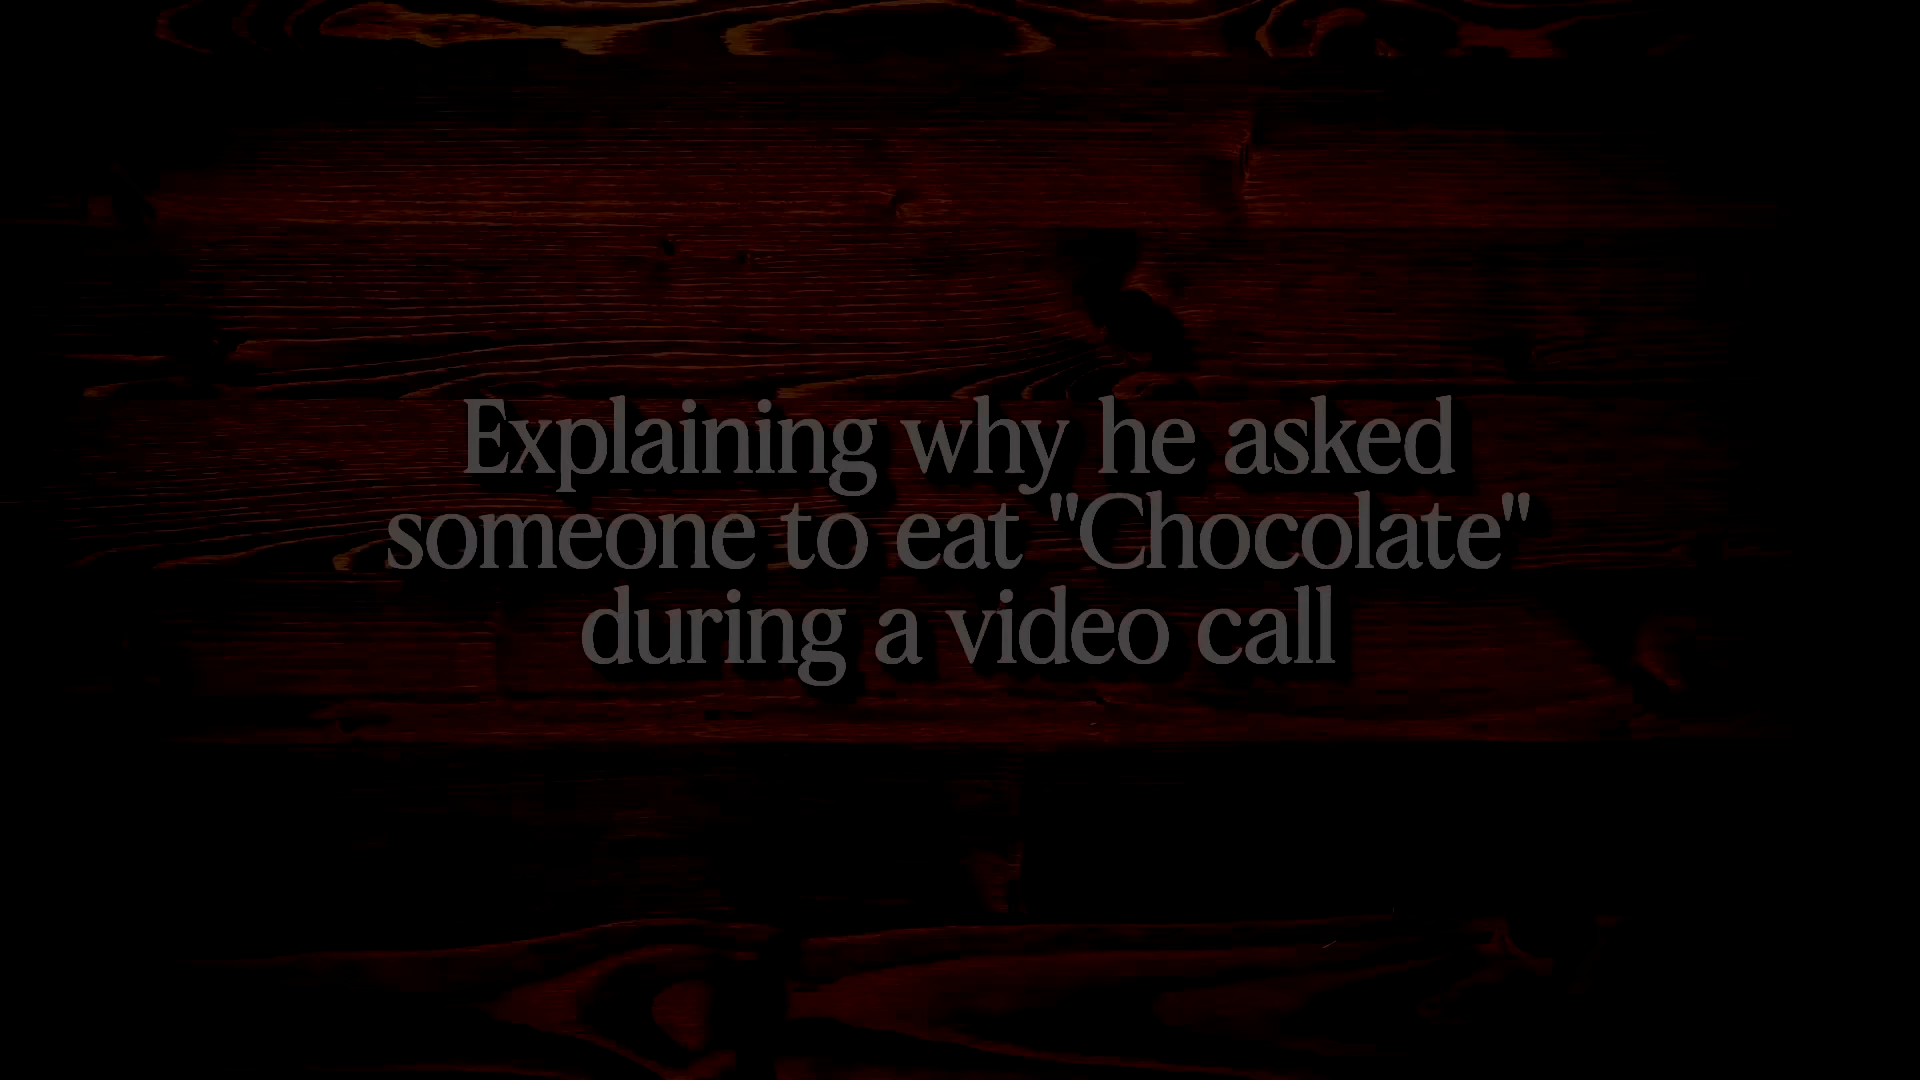 Explaining why he asked
someone to eat "Chocolate"
during a video call